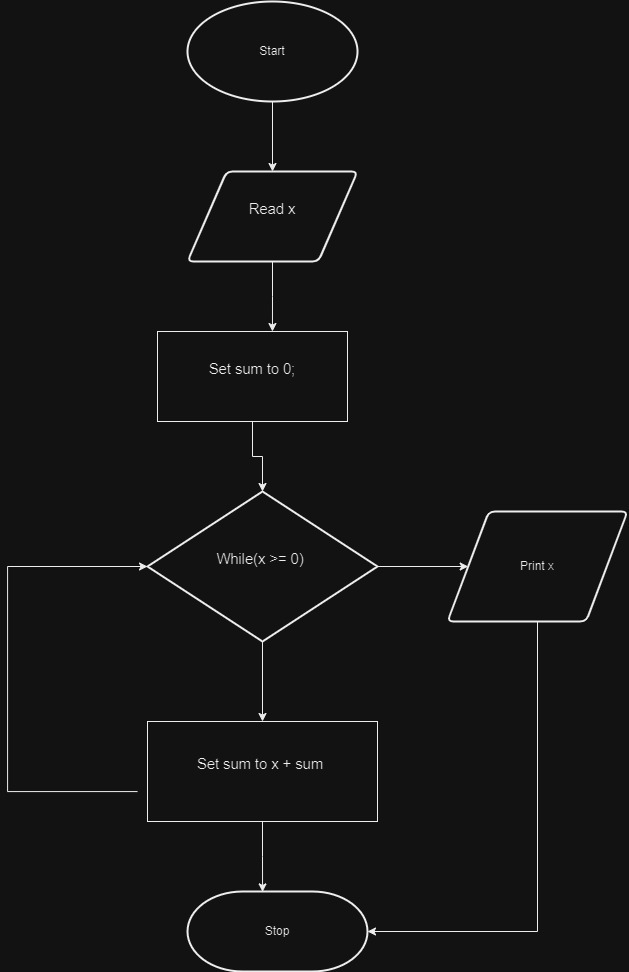 Start
Read x
Set sum to 0;
While(x >= 0)
Print x
Set sum to x + sum
Stop